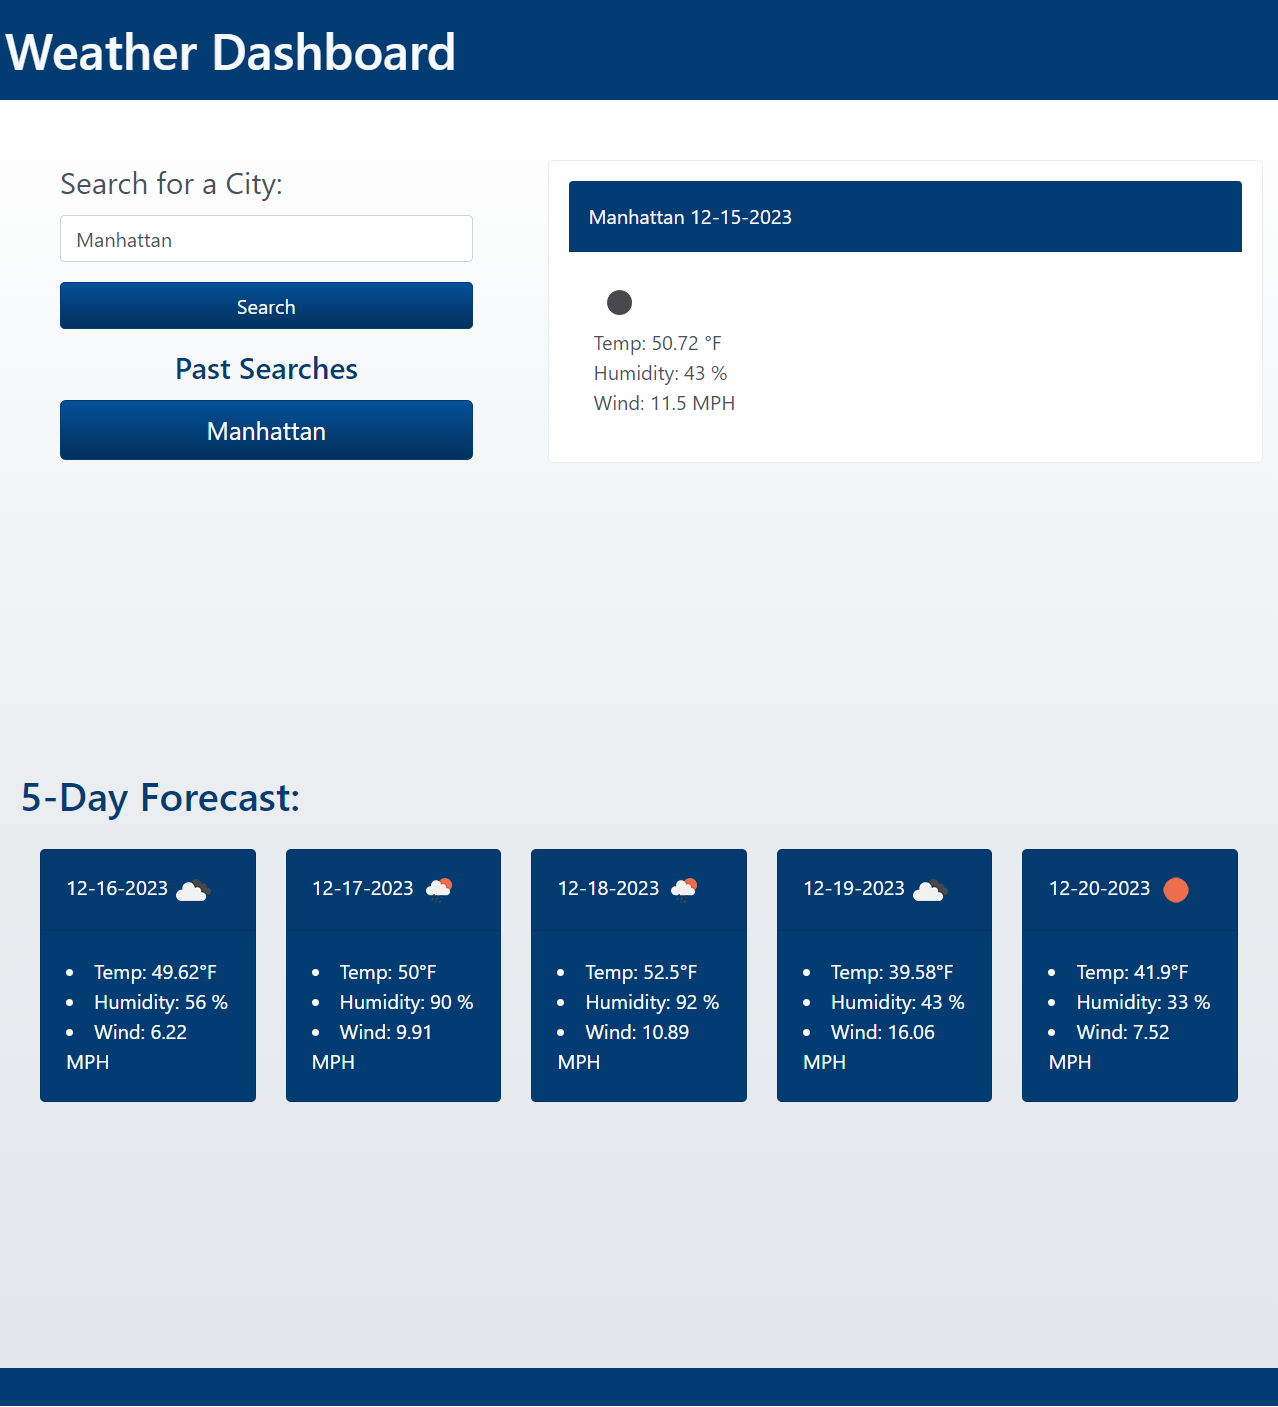 Weather Dashboard
Search for a City:
Manhattan
Search
Past Searches
Manhattan
Manhattan 12-15-2023
Temp: 50.72 °F
Humidity: 43 %
Wind: 11.5 MPH
5-Day Forecast:
12-16-2023
Temp: 49.62°F
Humidity: 56 %
Wind: 6.22
MPH
12-17-2023
Temp: 50°F
Humidity: 90 %
Wind: 9.91
MPH
12-18-2023
Temp: 52.5°F
Humidity: 92 %
Wind: 10.89
MPH
12-19-2023
Temp: 39.58°F
Humidity: 43 %
Wind: 16.06
MPH
12-20-2023
Temp: 41.9°F
Humidity: 33 %
Wind: 7.52
MPH